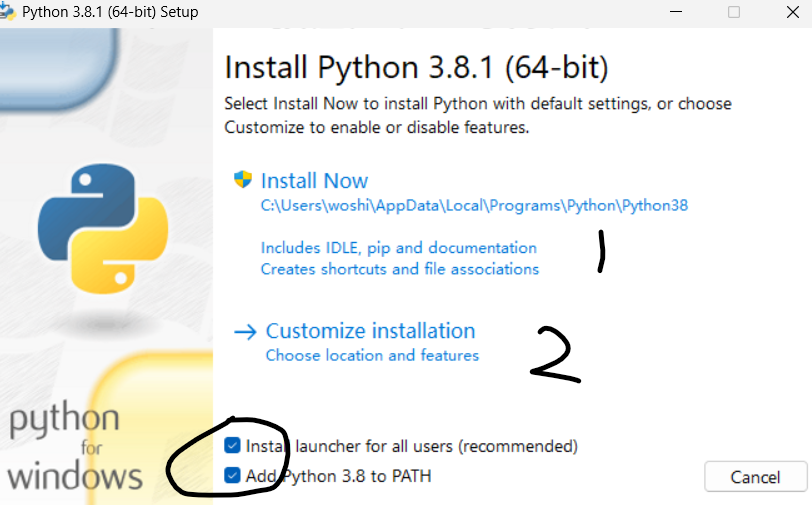 Python 3.8.1 (64-bit) Setup
Install Python 3.8.1 (64-bit)
Select Install Now to install Python with default settings, or choose
Customize to enable or disable features.
Install Now
C:\Users\woshi\AppData\Local\Programs\Python\Python38
Includes IDLE, pip and documentation
Creates shortcuts and file associations
1
Customize installation
Choose location and features
2
python
for
windows
Install launcher for all users (recommended)
Add Python 3.8 to PATH
Cancel